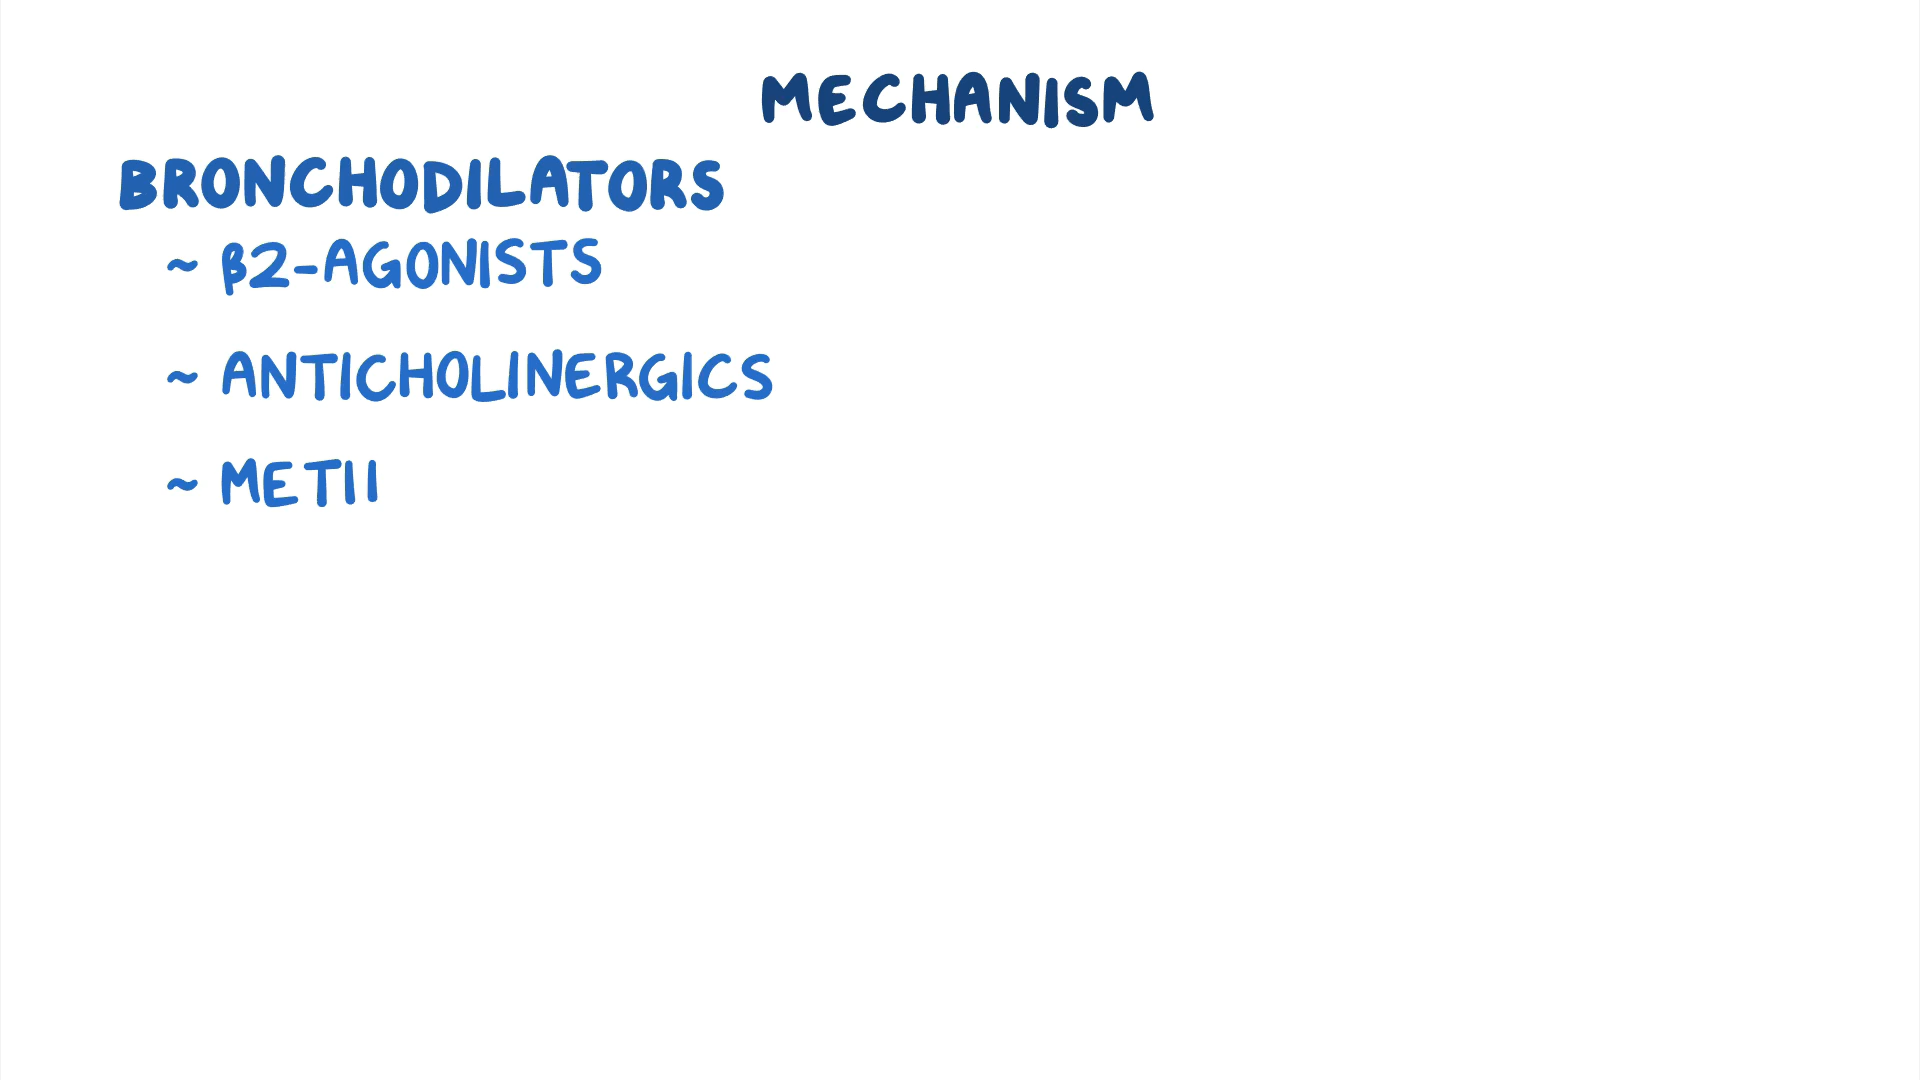 MECHANISM
BRONCHODILATORS
~ β2-AGONISTS
~ ANTICHOLINERGICS
~ METII